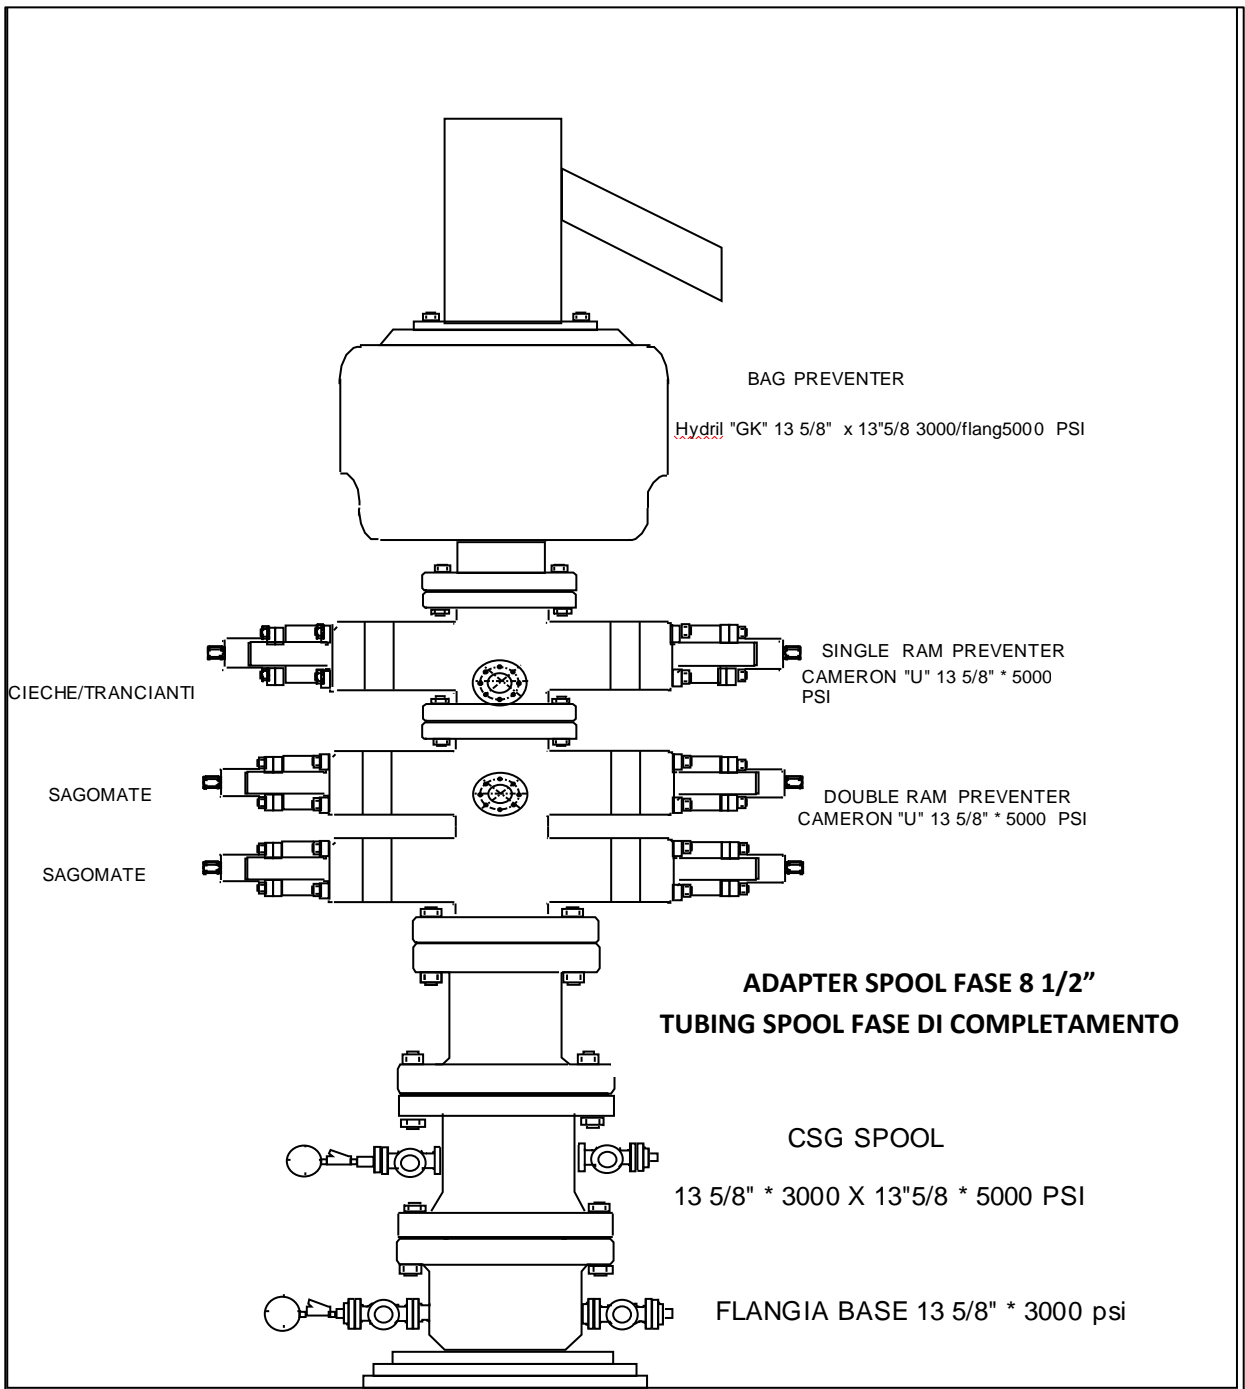 BAG PREVENTER
Hydril "GK" 13 5/8" x 13"5/8 3000/flang5000 PSI
SINGLE RAM PREVENTER
CAMERON "U" 13 5/8" * 5000
PSI
CIECHE/TRANCIANTI
SAGOMATE
DOUBLE RAM PREVENTER
CAMERON "U" 13 5/8" * 5000 PSI
SAGOMATE
ADAPTER SPOOL FASE 8 1/2”
TUBING SPOOL FASE DI COMPLETAMENTO
CSG SPOOL
13 5/8" * 3000 X 13"5/8 * 5000 PSI
FLANGIA BASE 13 5/8" * 3000 psi